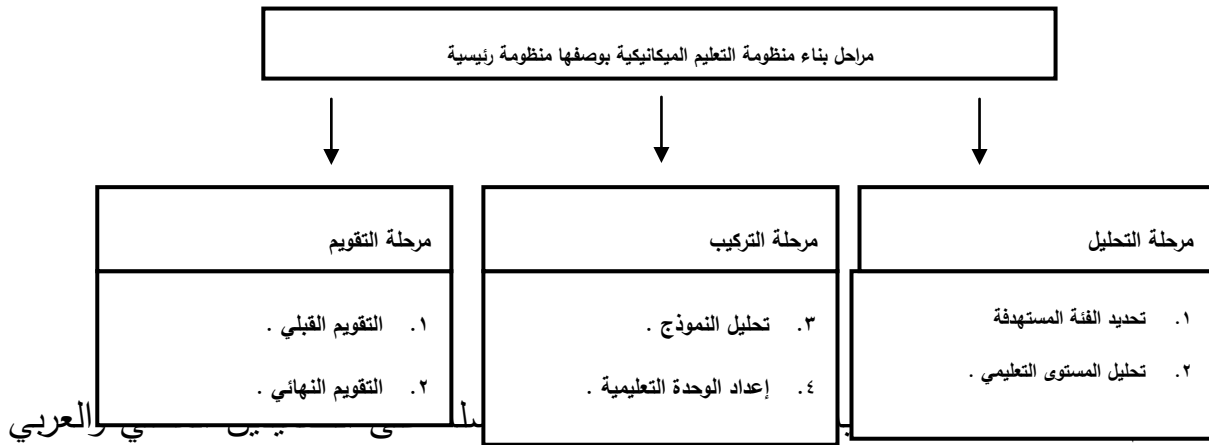 مراحل بناء منظومة التعليم الميكانيكية بوصفها منظومة رئيسية
مرحلة التحليل
١. تحديد الفئة المستهدفة
٢. تحليل المستوى التعليمي .
مرحلة التركيب
٣. تحليل النموذج .
٤. إعداد الوحدة التعليمية .
مرحلة التقويم
١. التقويم القبلي .
٢. التقويم النهائي .
والعربي